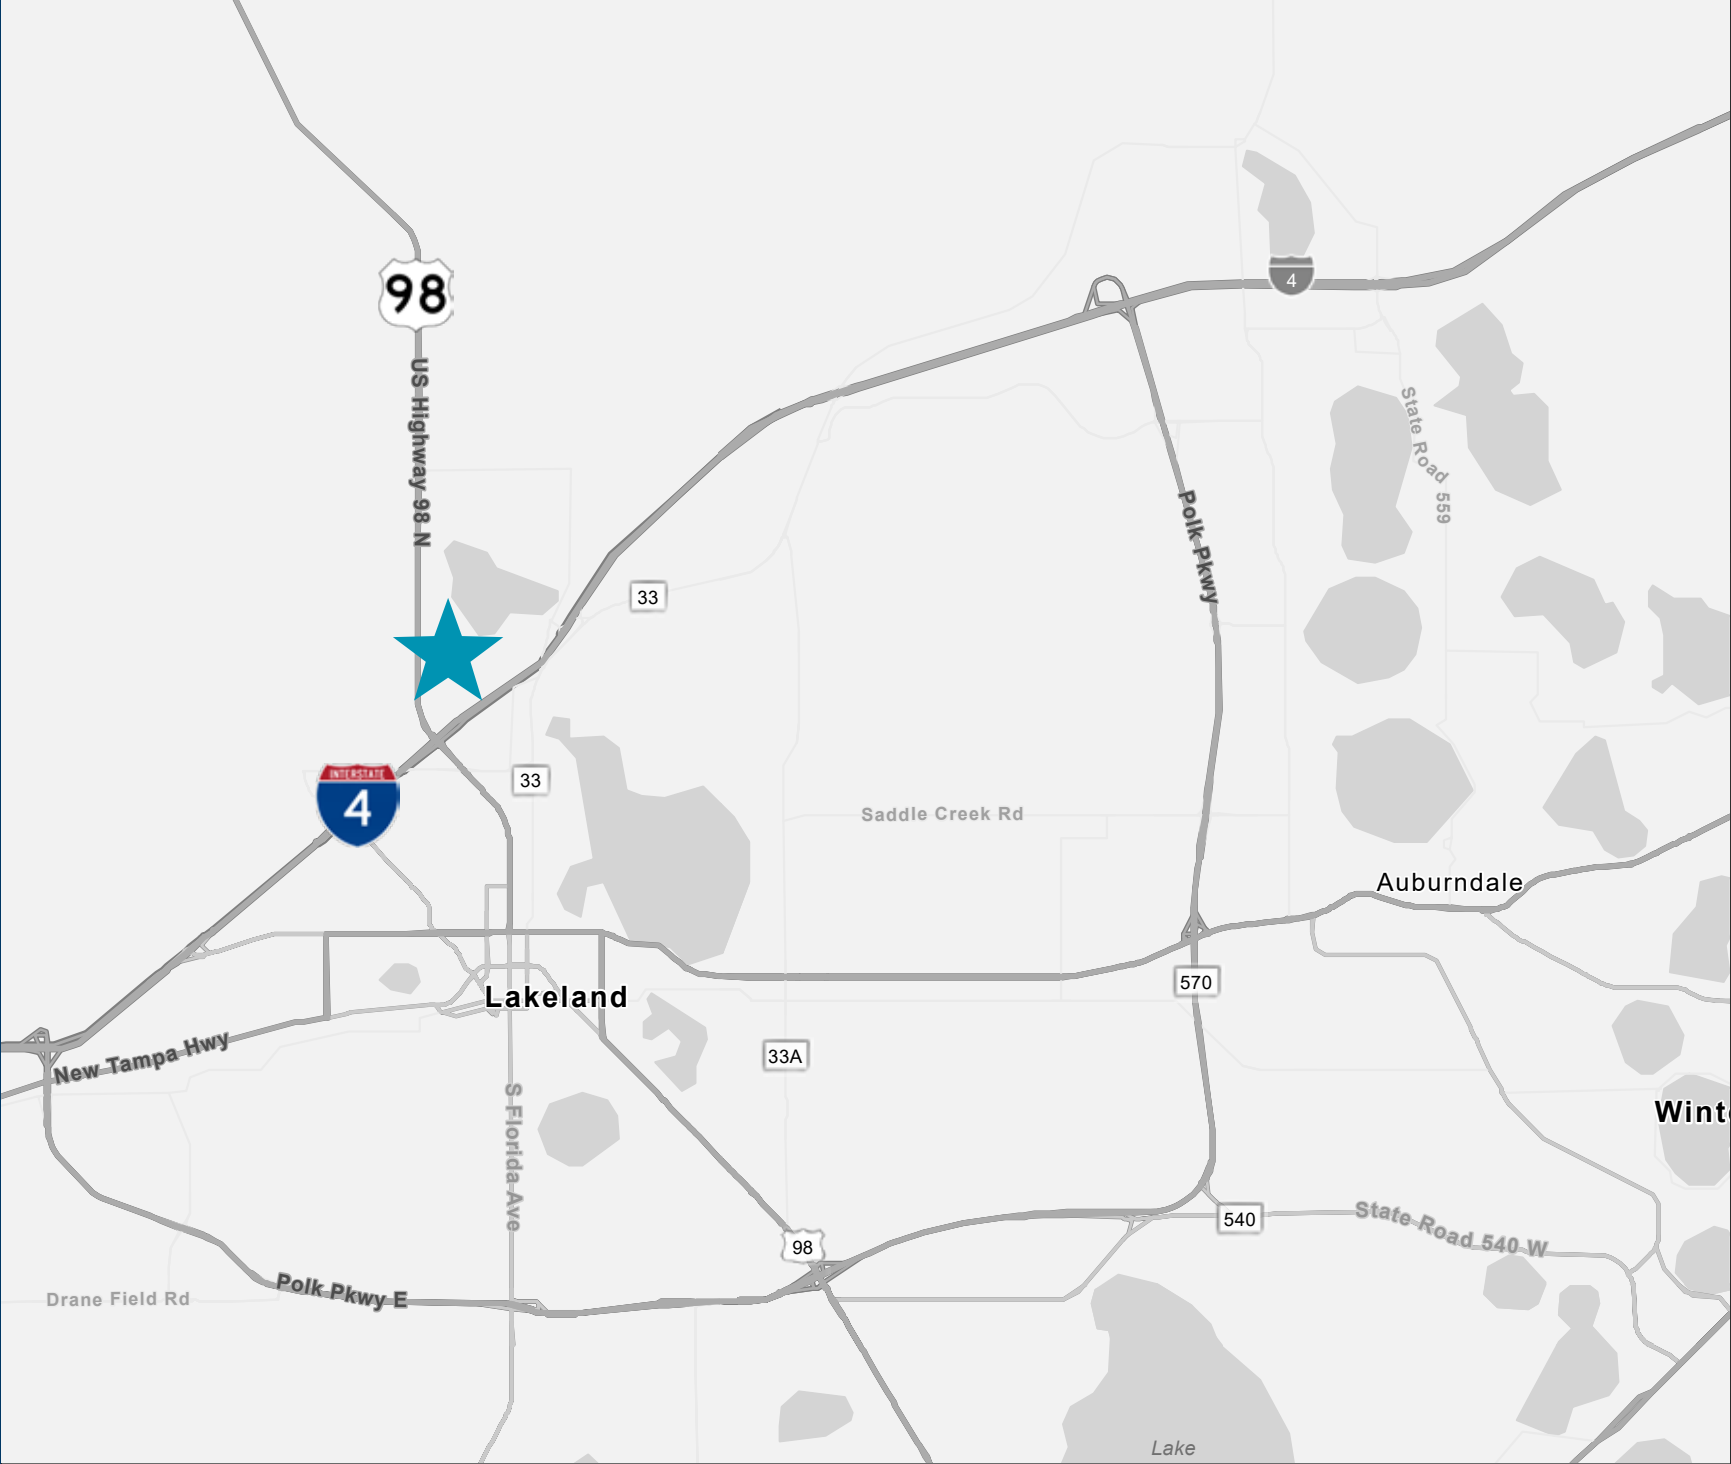 4
98
US Highway 98 N
State Road 559
Polk Pkwy
33
INTERSTATE
4
33
Saddle Creek Rd
Auburndale
570
Lakeland
New Tampa Hwy
33A
S Florida Ave
Wint
98
540
State Road 540 W
Polk Pkwy E
Drane Field Rd
Lake